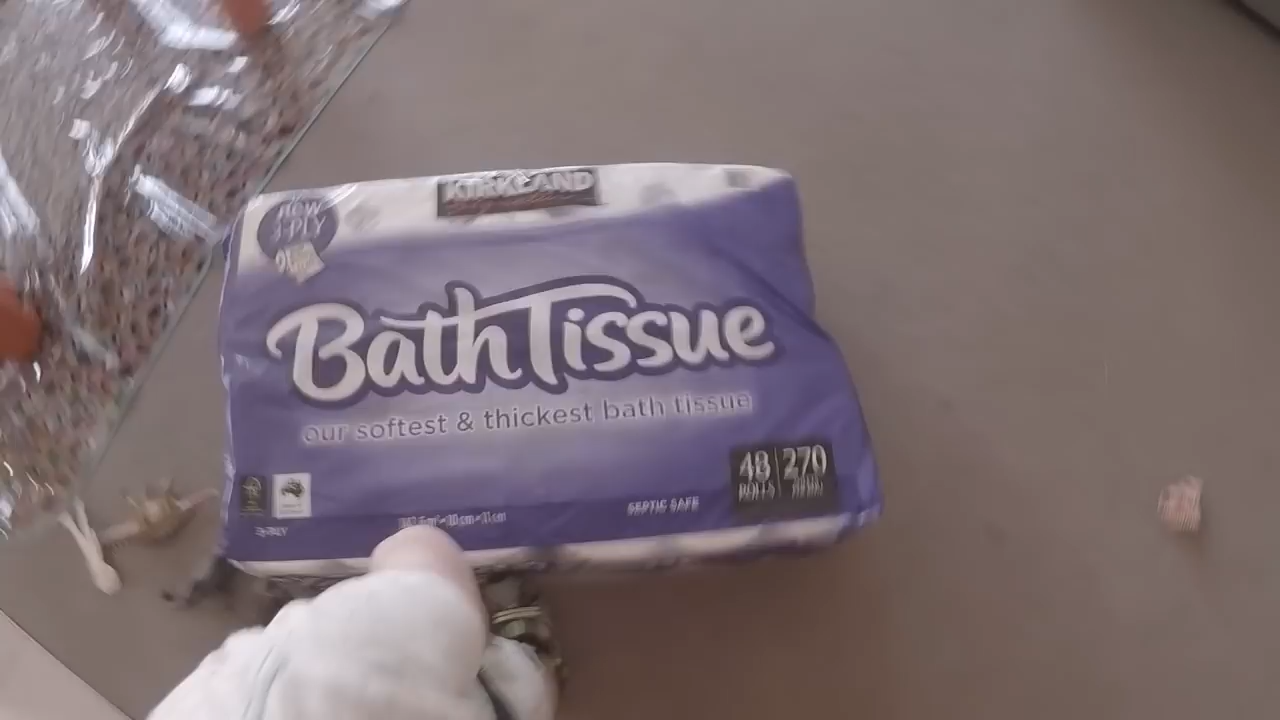 KIRKLAND
new
3-PLY
Bath Tissue
our softest & thickest bath tissue
48 270
ROLLS
SEPTIC SAFE